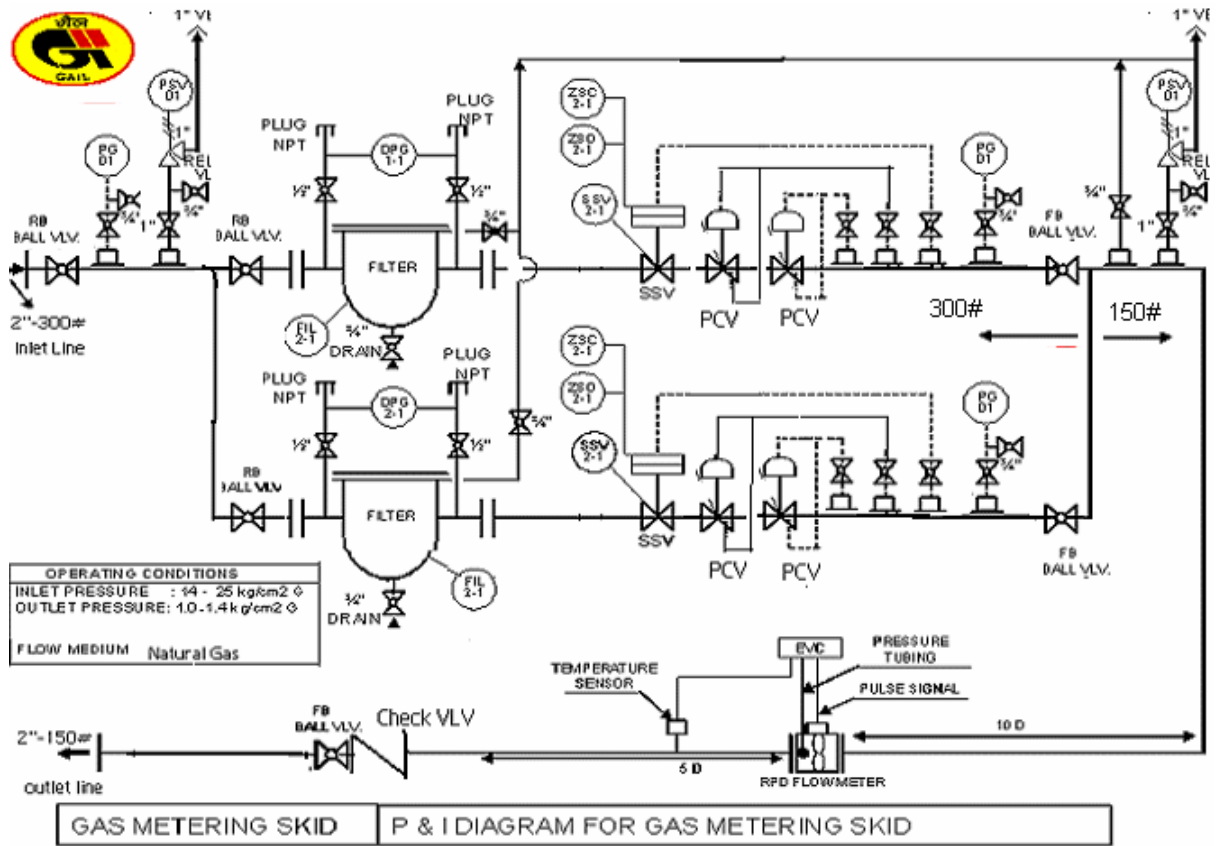 गेल
GAIL
1" VE
1" VE
PSV
D1
PG
D1
1"
REL
VL
¾"
¾"
1"
RB
BALL VLV.
RB
BALL VLV.
2"-300#
Inlet Line
PLUG
NPT
PLUG
NPT
DPG
1-1
½"
½"
¾"
FILTER
FIL
2-1
¾"
DRAIN
ZSC
2-1
ZSO
2-1
SSV
2-1
SSV
PCV
PCV
PG
D1
¾"
FB
BALL VLV.
¾"
1"
PSV
D1
1"
REL
VL
¾"
300#
150#
PLUG
NPT
PLUG
NPT
DPG
2-1
½"
½"
¾"
RB
BALL VLV
FILTER
FIL
2-1
¾"
DRAIN
ZSC
2-1
ZSO
2-1
SSV
2-1
SSV
PCV
PCV
PG
D1
¾"
FB
BALL VLV.
OPERATING CONDITIONS
INLET PRESSURE : 14 - 25 kg/cm2 G
OUTLET PRESSURE: 1.0-1.4 kg/cm2 G
FLOW MEDIUM Natural Gas
TEMPERATURE
SENSOR
EVC
PRESSURE
TUBING
PULSE SIGNAL
FB
BALL VLV.
Check VLV
2"-150#
outlet line
5 D
10 D
RPD FLOWMETER
GAS METERING SKID
P & I DIAGRAM FOR GAS METERING SKID